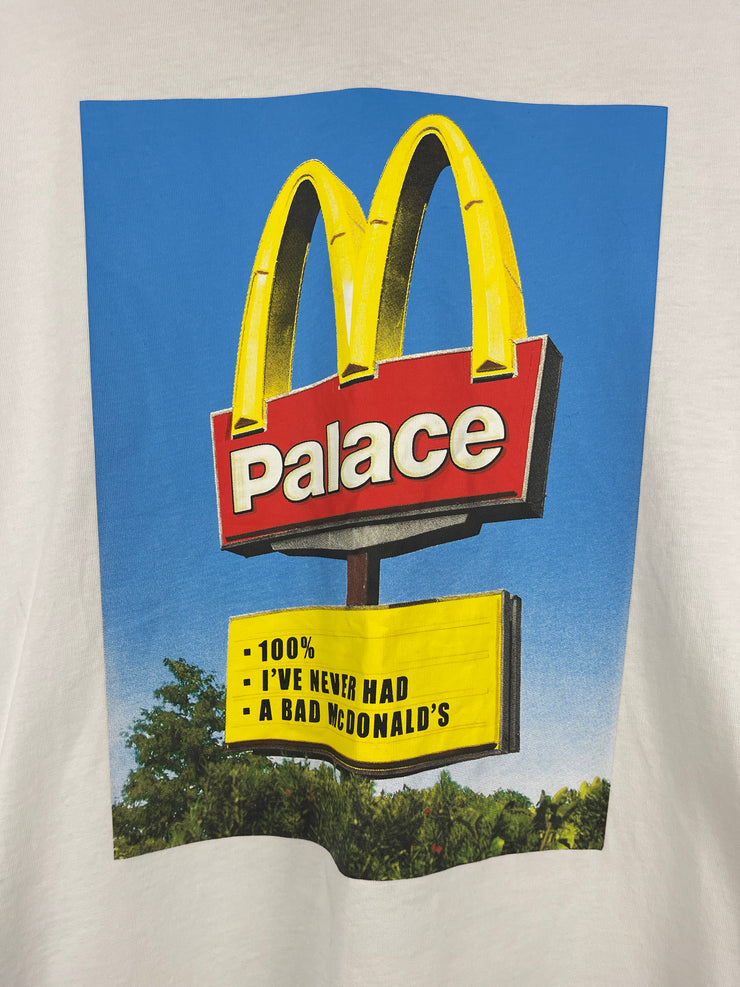 Palace
▪ 100%
▪ I'VE NEVER HAD
▪ A BAD McDONALD'S